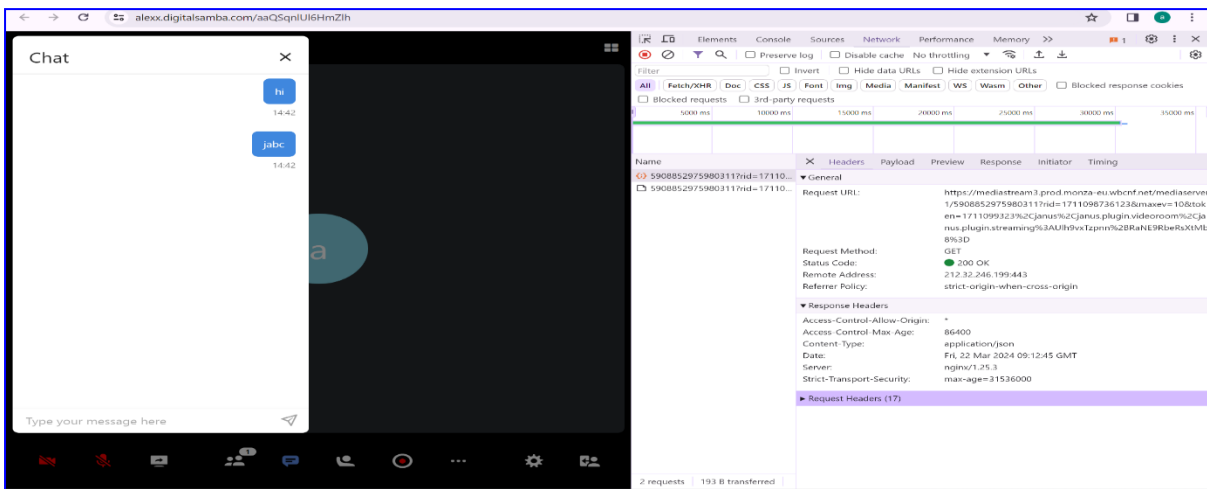 alexx.digitalsamba.com/aaQSqnlUl6HmZlh
a
Chat
hi
14:42
jabc
14:42
a
Type your message here
1
Elements Console Sources Network Performance Memory 1
Preserve log Disable cache No throttling
Filter Invert Hide data URLs Hide extension URLs
All Fetch/XHR Doc CSS JS Font Img Media Manifest WS Wasm Other Blocked response cookies
Blocked requests 3rd-party requests
5000 ms 10000 ms 15000 ms 20000 ms 25000 ms 30000 ms 35000 ms
Name
5908852975980311?rid=17110...
5908852975980311?rid=17110...
Headers Payload Preview Response Initiator Timing
General
Request URL: https://mediastream3.prod.monza-eu.wbcnf.net/mediaserver
1/5908852975980311?rid=1711098736123&maxev=10&tok
en=1711099323%2Cjanus%2Cjanus.plugin.videoroom%2Cja
nus.plugin.streaming%3AUlh9vxTzpnn%2BRaNE9RbeRsXtMb
8%3D
Request Method: GET
Status Code: 200 OK
Remote Address: 212.32.246.199:443
Referrer Policy: strict-origin-when-cross-origin
Response Headers
Access-Control-Allow-Origin: *
Access-Control-Max-Age: 86400
Content-Type: application/json
Date: Fri, 22 Mar 2024 09:12:45 GMT
Server: nginx/1.25.3
Strict-Transport-Security: max-age=31536000
Request Headers (17)
2 requests 193 B transferred